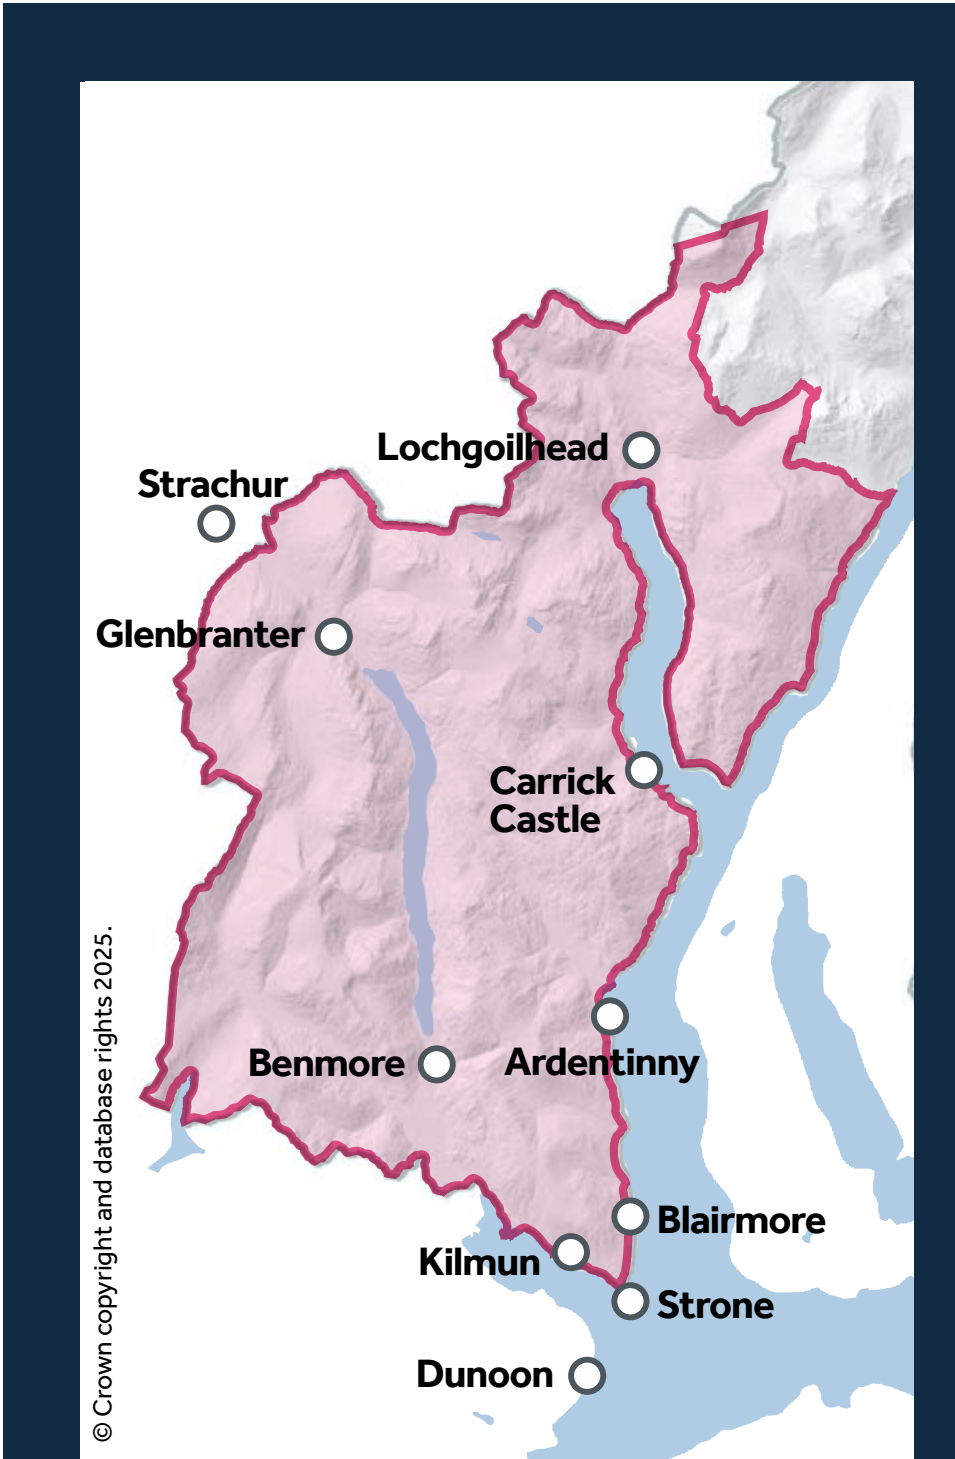 Lochgoilhead
Strachur
Glenbranter
Carrick
Castle
Benmore
Ardentinny
Blairmore
Kilmun
Strone
Dunoon
© Crown copyright and database rights 2025.